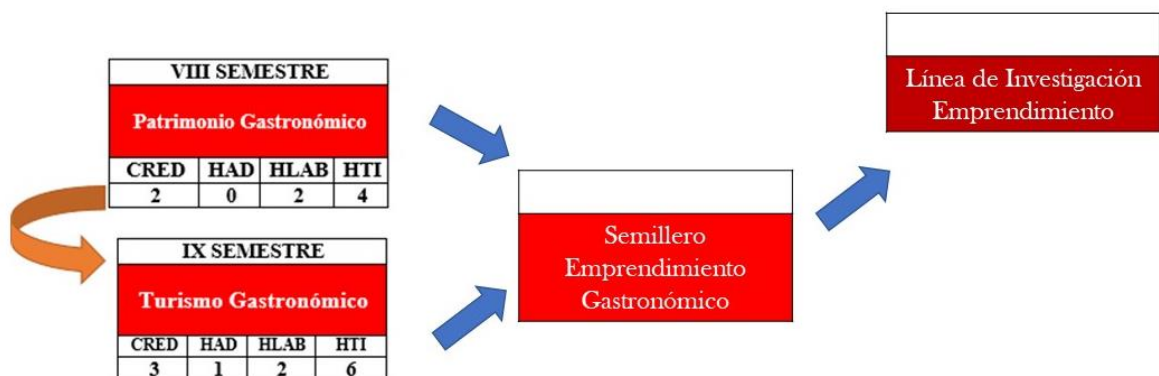 VIII SEMESTRE
Patrimonio Gastronómico
CRED HAD HLAB HTI
2 0 2 4
IX SEMESTRE
Turismo Gastronómico
CRED HAD HLAB HTI
3 1 2 6
Semillero
Emprendimiento
Gastronómico
Línea de Investigación
Emprendimiento